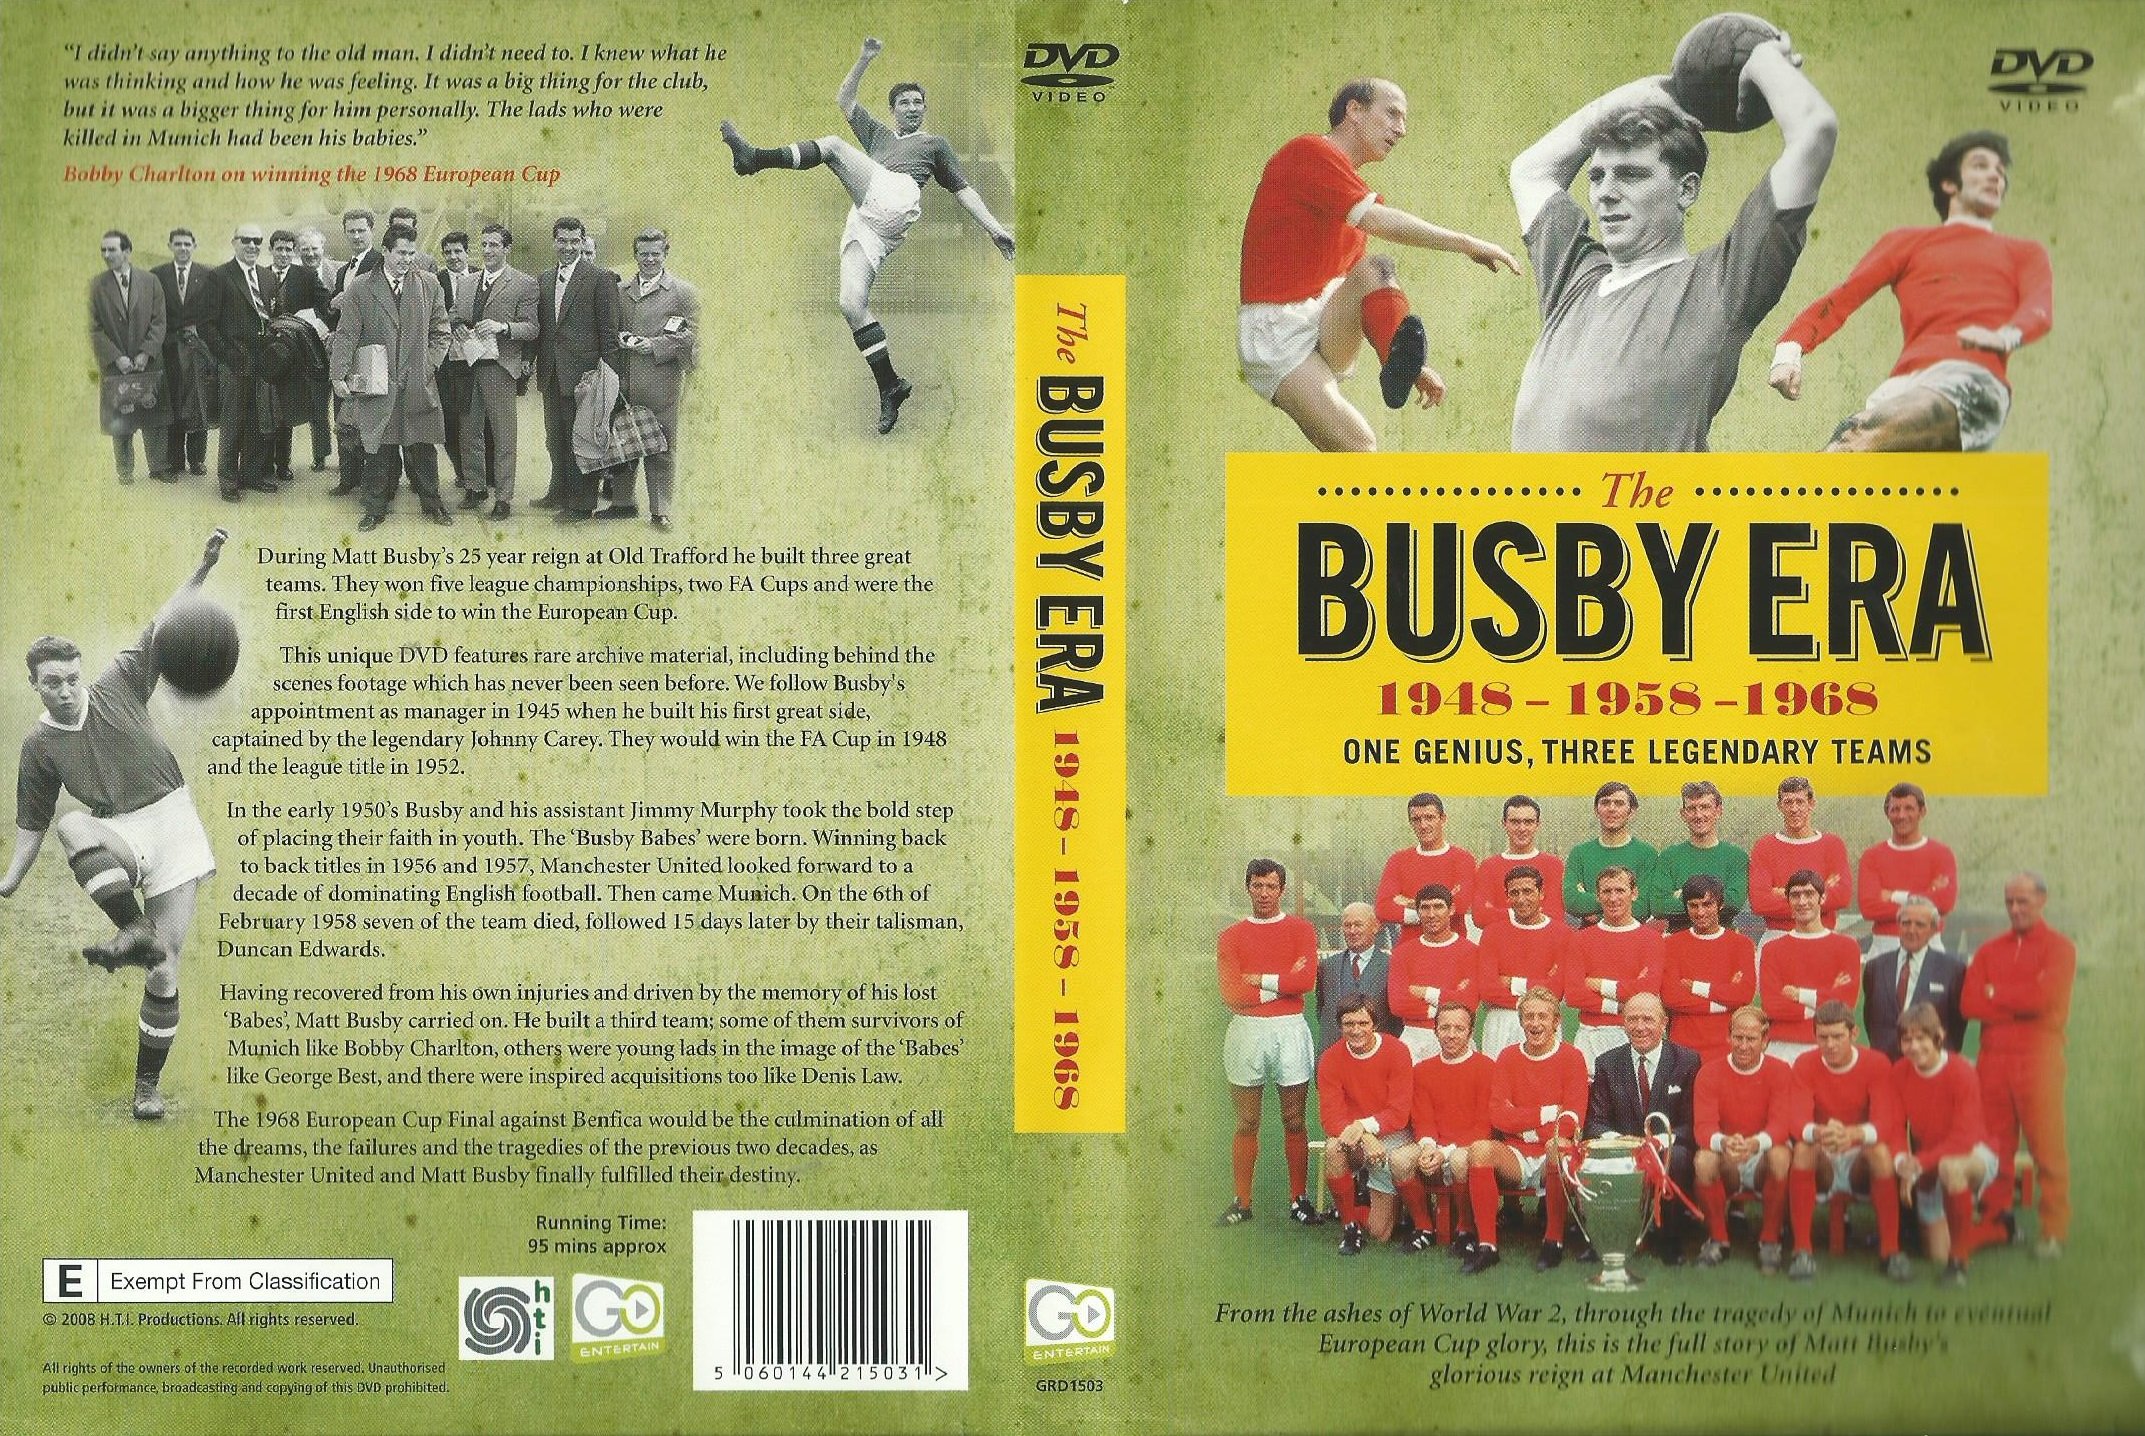 “I didn’t say anything to the old man. I didn’t need to. I knew what he
was thinking and how he was feeling. It was a big thing for the club,
but it was a bigger thing for him personally. The lads who were
killed in Munich had been his babies.”
Bobby Charlton on winning the 1968 European Cup
During Matt Busby’s 25 year reign at Old Trafford he built three great
teams. They won five league championships, two FA Cups and were the
first English side to win the European Cup.
This unique DVD features rare archive material, including behind the
scenes footage which has never been seen before. We follow Busby's
appointment as manager in 1945 when he built his first great side,
captained by the legendary Johnny Carey. They would win the FA Cup in 1948
and the league title in 1952.
In the early 1950’s Busby and his assistant Jimmy Murphy took the bold step
of placing their faith in youth. The ‘Busby Babes’ were born. Winning back
to back titles in 1956 and 1957, Manchester United looked forward to a
decade of dominating English football. Then came Munich. On the 6th of
February 1958 seven of the team died, followed 15 days later by their talisman,
Duncan Edwards.
Having recovered from his own injuries and driven by the memory of his lost
‘Babes’, Matt Busby carried on. He built a third team; some of them survivors of
Munich like Bobby Charlton, others were young lads in the image of the ‘Babes’
like George Best, and there were inspired acquisitions too like Denis Law.
The 1968 European Cup Final against Benfica would be the culmination of all
the dreams, the failures and the tragedies of the previous two decades, as
Manchester United and Matt Busby finally fulfilled their destiny.
Running Time:
95 mins approx
E Exempt From Classification
© 2008 H.T.I. Productions. All rights reserved.
All rights of the owners of the recorded work reserved. Unauthorised
public performance, broadcasting and copying of this DVD prohibited.
hti
GO
ENTERTAIN
5 060144 215031 >
DVD
VIDEO
The BUSBY ERA 1948 – 1958 – 1968
GO
ENTERTAIN
GRD1503
DVD
VIDEO
The
BUSBY ERA
1948 – 1958 – 1968
ONE GENIUS, THREE LEGENDARY TEAMS
From the ashes of World War 2, through the tragedy of Munich to eventual
European Cup glory, this is the full story of Matt Busby's
glorious reign at Manchester United